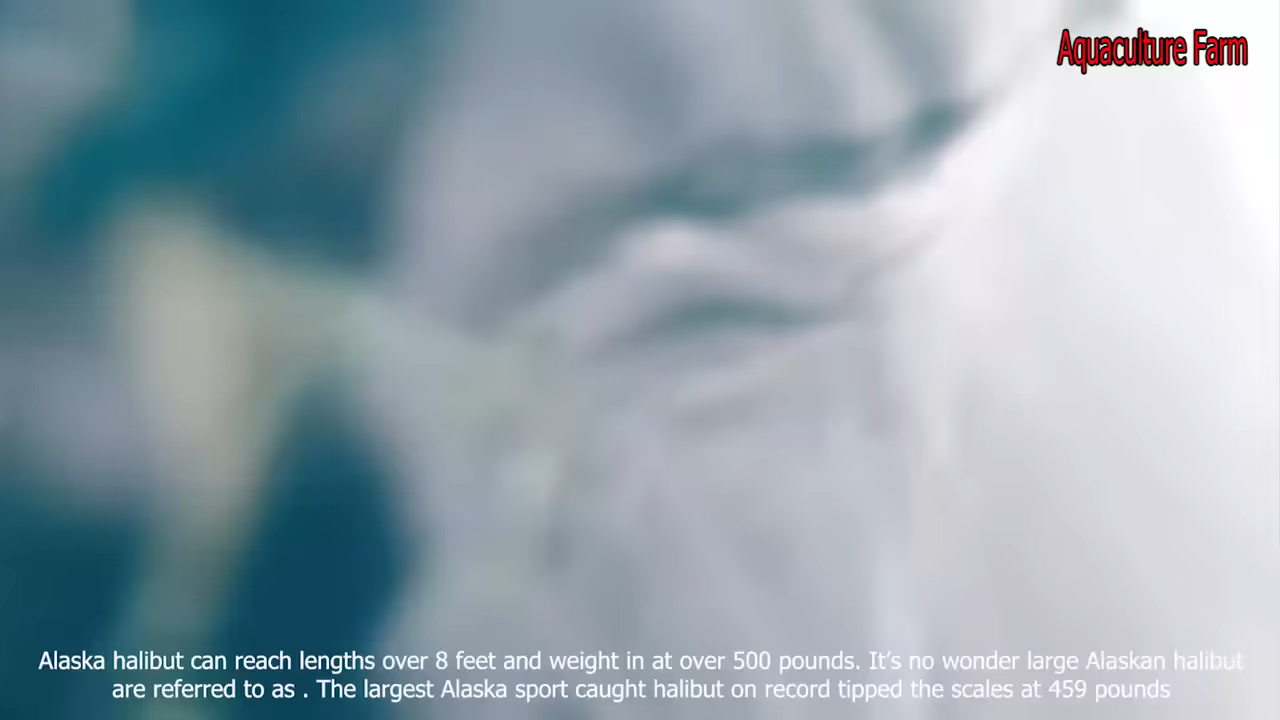 Aquaculture Farm
Alaska halibut can reach lengths over 8 feet and weight in at over 500 pounds. It’s no wonder large Alaskan halibut
are referred to as . The largest Alaska sport caught halibut on record tipped the scales at 459 pounds